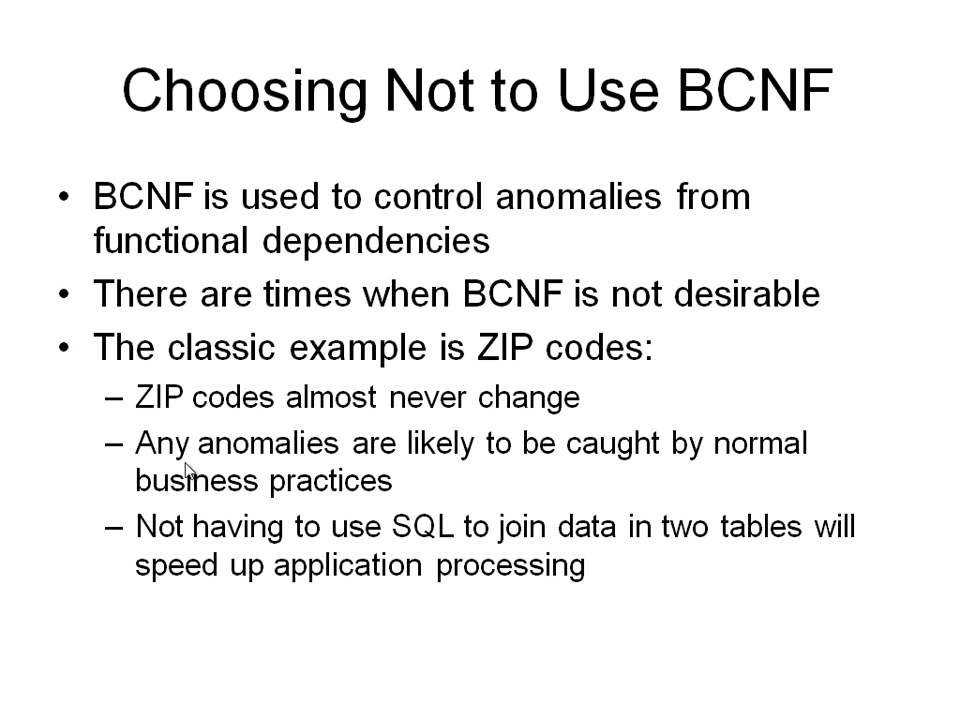 Choosing Not to Use BCNF
• BCNF is used to control anomalies from
functional dependencies
• There are times when BCNF is not desirable
• The classic example is ZIP codes:
– ZIP codes almost never change
– Any anomalies are likely to be caught by normal
business practices
– Not having to use SQL to join data in two tables will
speed up application processing